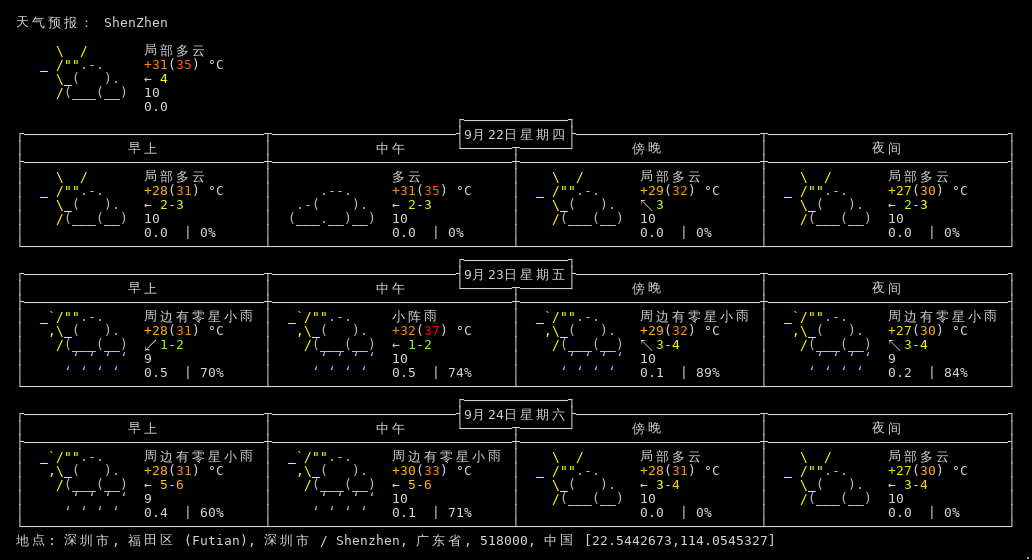 天气预报： ShenZhen
局部多云
+31(35) °C
← 4
10
0.0
9月22日星期四
早上 中午 傍晚 夜间
局部多云 多云 局部多云 局部多云
+28(31) °C +31(35) °C +29(32) °C +27(30) °C
← 2-3 ← 2-3 ↖ 3 ← 2-3
10 10 10 10
0.0 | 0% 0.0 | 0% 0.0 | 0% 0.0 | 0%
9月23日星期五
早上 中午 傍晚 夜间
周边有零星小雨 小阵雨 周边有零星小雨 周边有零星小雨
+28(31) °C +32(37) °C +29(32) °C +27(30) °C
↙ 1-2 ← 1-2 ↖ 3-4 ↖ 3-4
9 10 10 9
0.5 | 70% 0.5 | 74% 0.1 | 89% 0.2 | 84%
9月24日星期六
早上 中午 傍晚 夜间
周边有零星小雨 周边有零星小雨 局部多云 局部多云
+28(31) °C +30(33) °C +28(31) °C +27(30) °C
← 5-6 ← 5-6 ← 3-4 ← 3-4
9 10 10 10
0.4 | 60% 0.1 | 71% 0.0 | 0% 0.0 | 0%
地点: 深圳市, 福田区 (Futian), 深圳市 / Shenzhen, 广东省, 518000, 中国 [22.5442673,114.0545327]